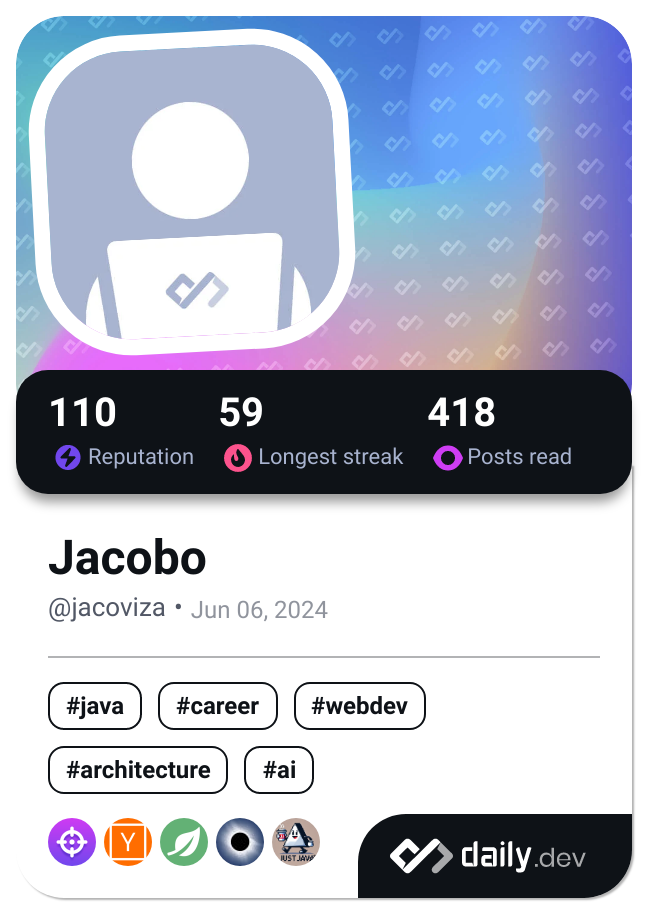 110 59 418
Reputation Longest streak Posts read
Jacobo
@jacoviza • Jun 06, 2024
#java #career #webdev
#architecture #ai
Y
JUST JAVA
daily.dev